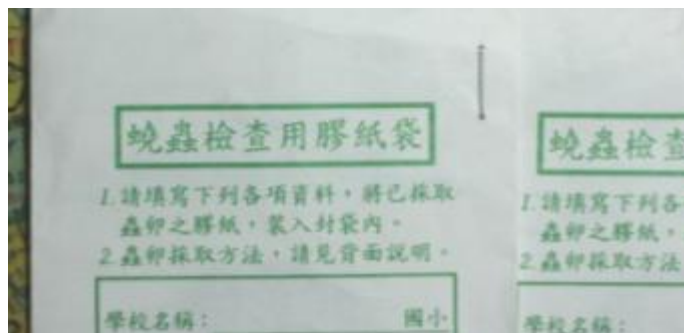 蟯蟲檢查用膠紙袋
1.請填寫下列各項資料,將已採取
蟲卵之膠紙,裝入封袋內。
2.蟲卵採取方法,請見背面說明。
學校名稱: 國小
蟯蟲檢查
1.請填寫下列各
蟲卵之膠紙,
2.蟲卵採取方法
學校名稱: